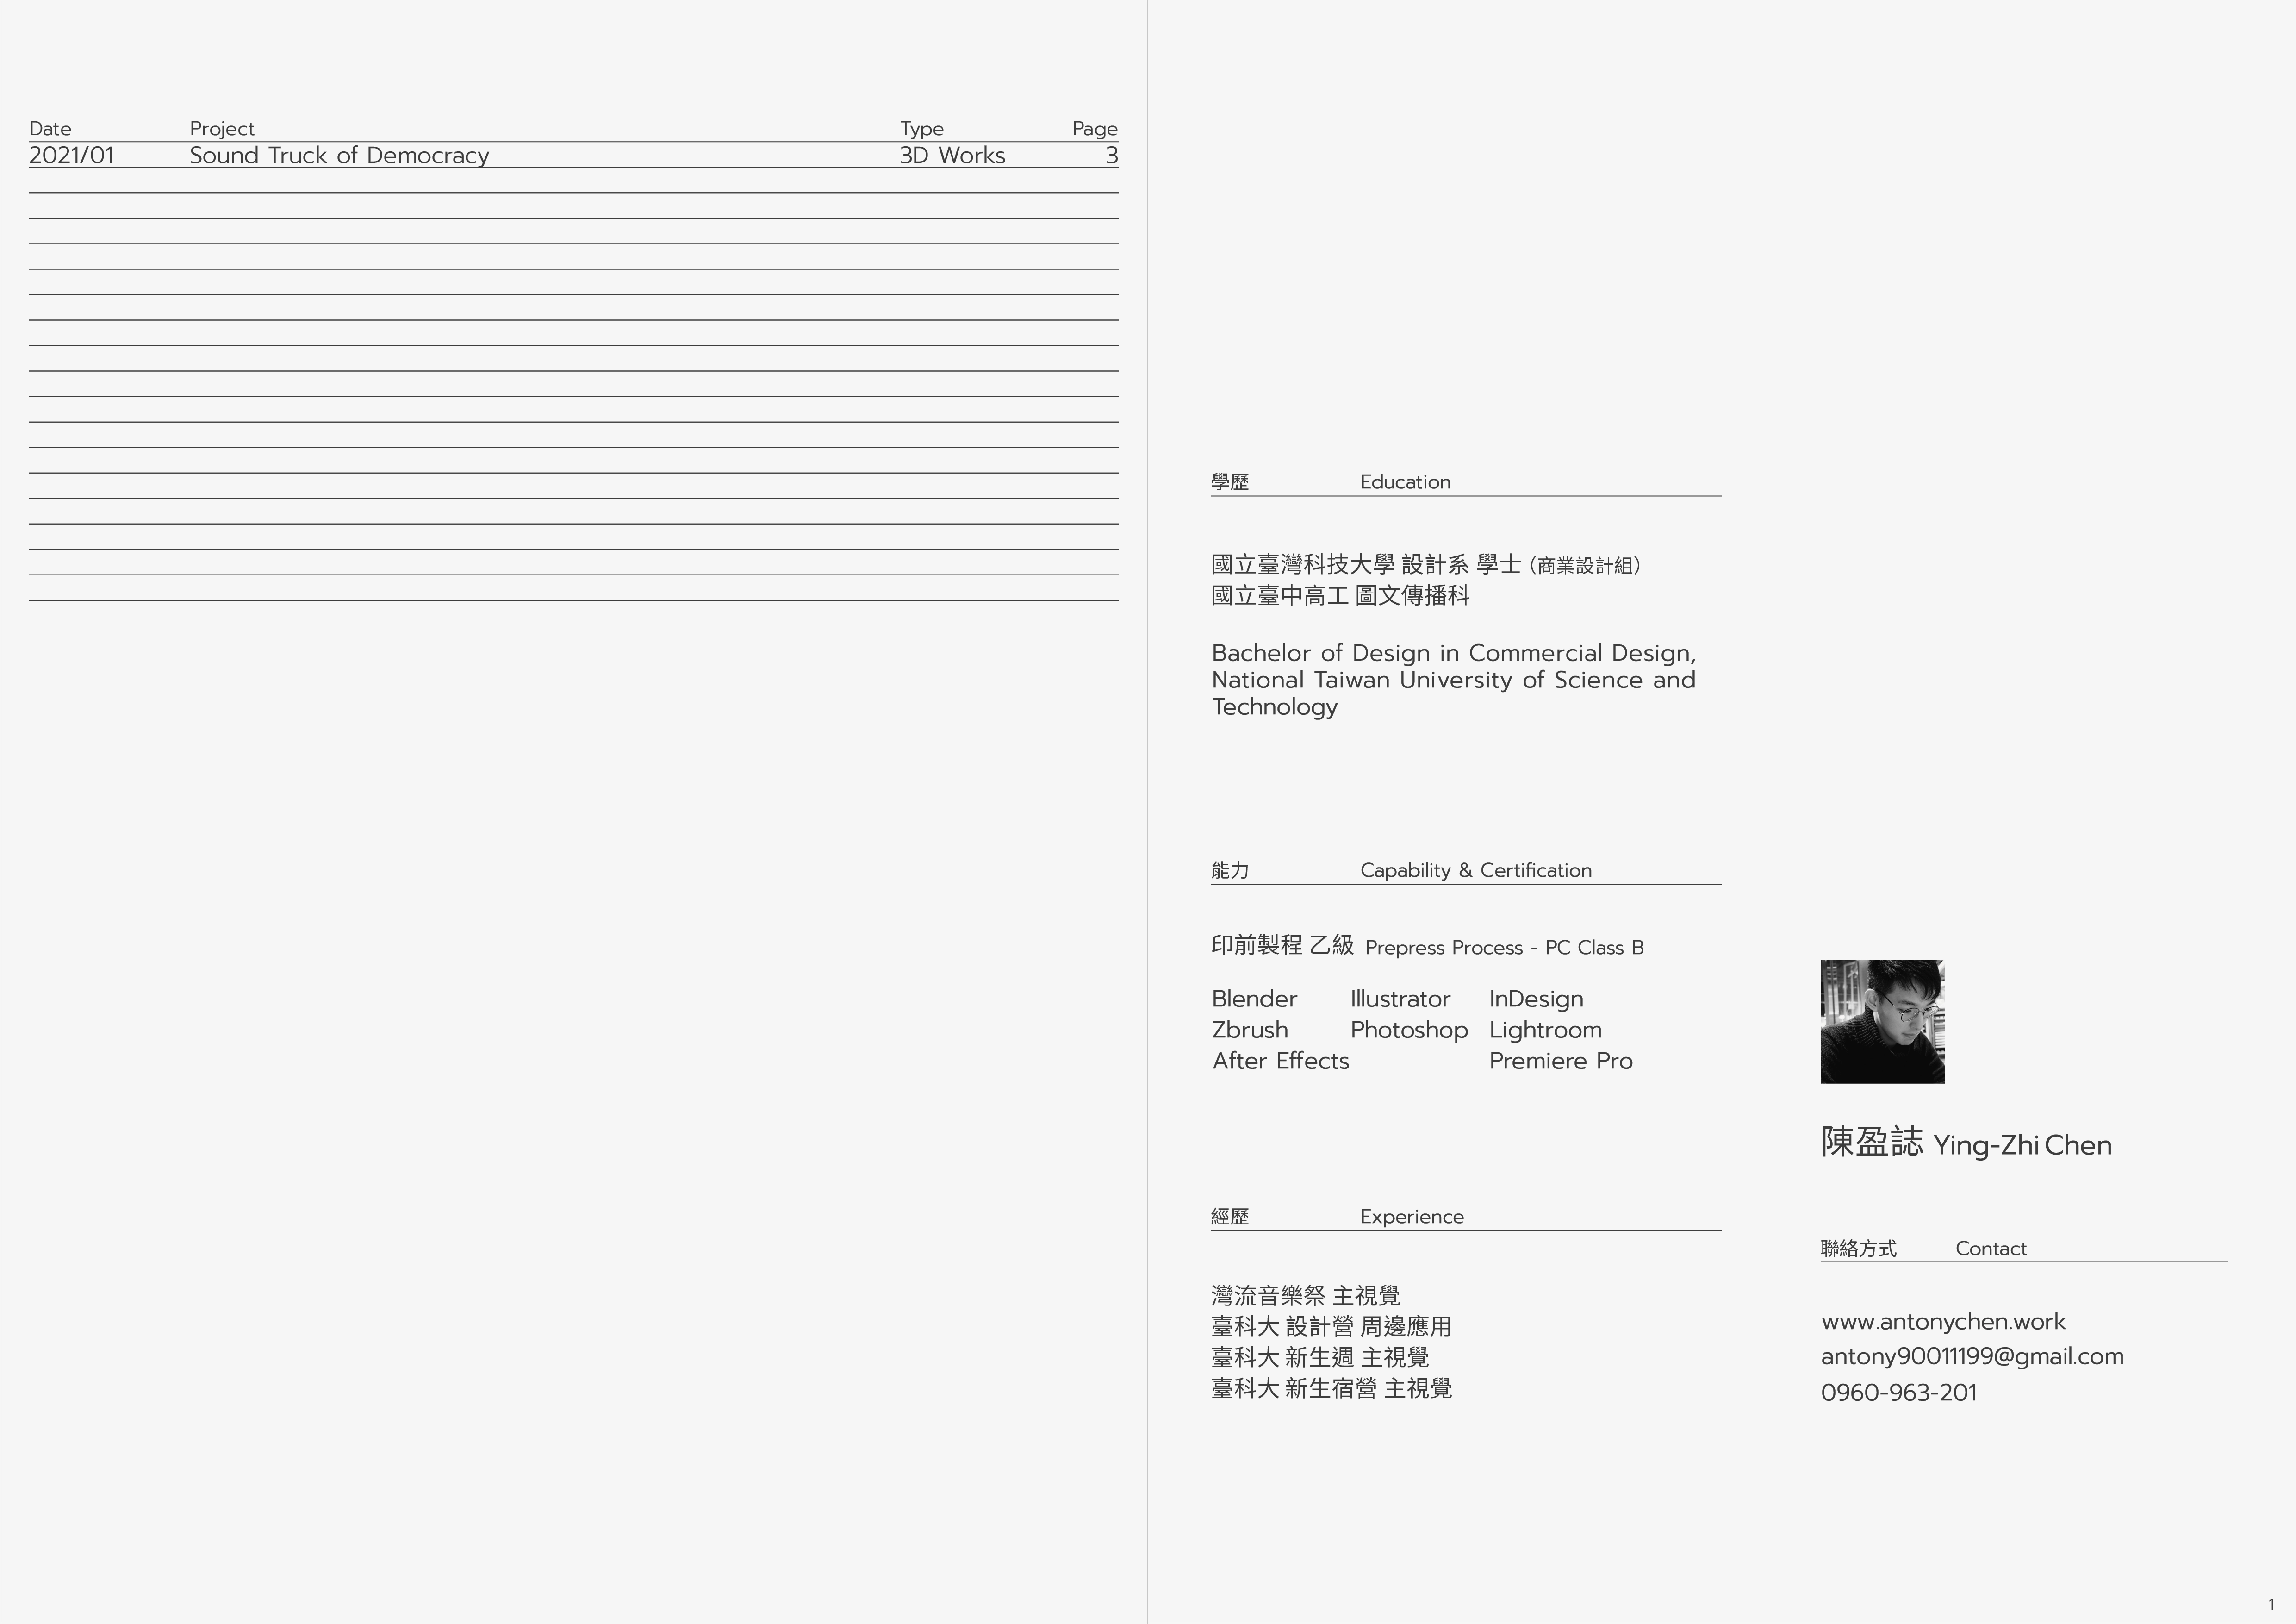 Date Project Type Page
2021/01 Sound Truck of Democracy 3D Works 3
學歷 Education
國立臺灣科技大學 設計系 學士（商業設計組）
國立臺中高工 圖文傳播科
Bachelor of Design in Commercial Design,
National Taiwan University of Science and
Technology
能力 Capability & Certification
印前製程 乙級 Prepress Process - PC Class B
Blender Illustrator InDesign
Zbrush Photoshop Lightroom
After Effects Premiere Pro
經歷 Experience
灣流音樂祭 主視覺
臺科大 設計營 周邊應用
臺科大 新生週 主視覺
臺科大 新生宿營 主視覺
陳盈誌 Ying-Zhi Chen
聯絡方式 Contact
www.antonychen.work
antony90011199@gmail.com
0960-963-201
1